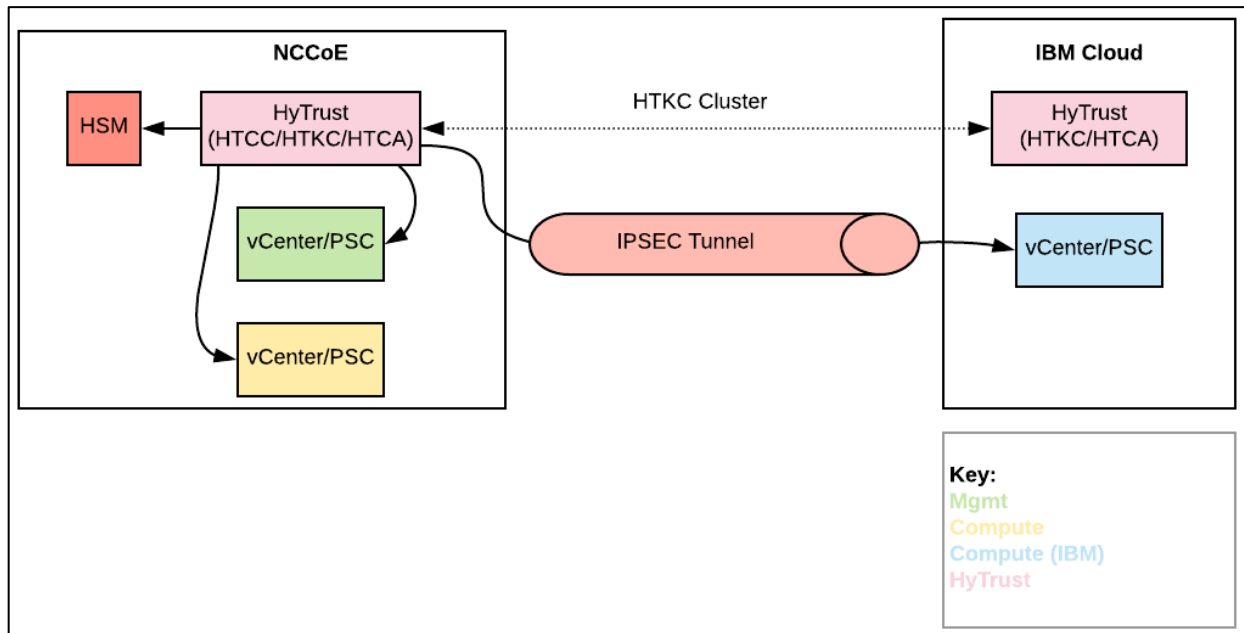 NCCoE
HSM
HyTrust
(HTCC/HTKC/HTCA)
vCenter/PSC
vCenter/PSC
HTKC Cluster
IPSEC Tunnel
IBM Cloud
HyTrust
(HTKC/HTCA)
vCenter/PSC
Key:
Mgmt
Compute
Compute (IBM)
HyTrust